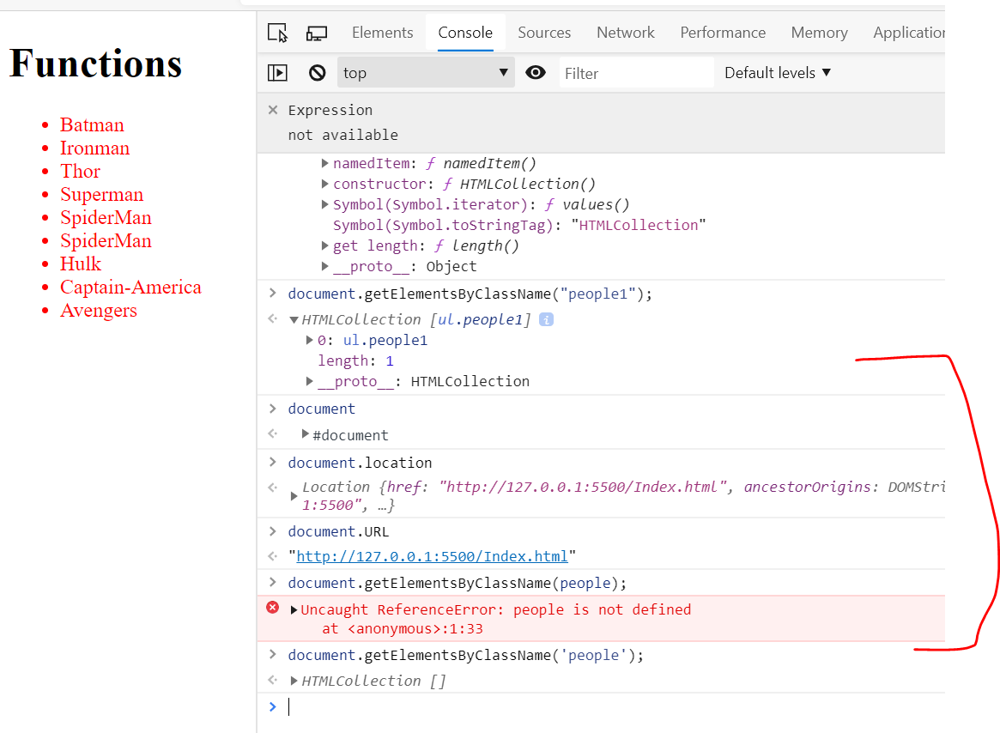 Functions
Batman
Ironman
Thor
Superman
SpiderMan
SpiderMan
Hulk
Captain-America
Avengers
Elements Console Sources Network Performance Memory Application
top Filter Default levels
Expression
not available
namedItem: ƒ namedItem()
constructor: ƒ HTMLCollection()
Symbol(Symbol.iterator): ƒ values()
Symbol(Symbol.toStringTag): "HTMLCollection"
get length: ƒ length()
__proto__: Object
document.getElementsByClassName("people1");
HTMLCollection [ul.people1] i
0: ul.people1
length: 1
__proto__: HTMLCollection
document
#document
document.location
Location {href: "http://127.0.0.1:5500/Index.html", ancestorOrigins: DOMStri
1:5500", …}
document.URL
"http://127.0.0.1:5500/Index.html"
document.getElementsByClassName(people);
Uncaught ReferenceError: people is not defined
at <anonymous>:1:33
document.getElementsByClassName('people');
HTMLCollection []